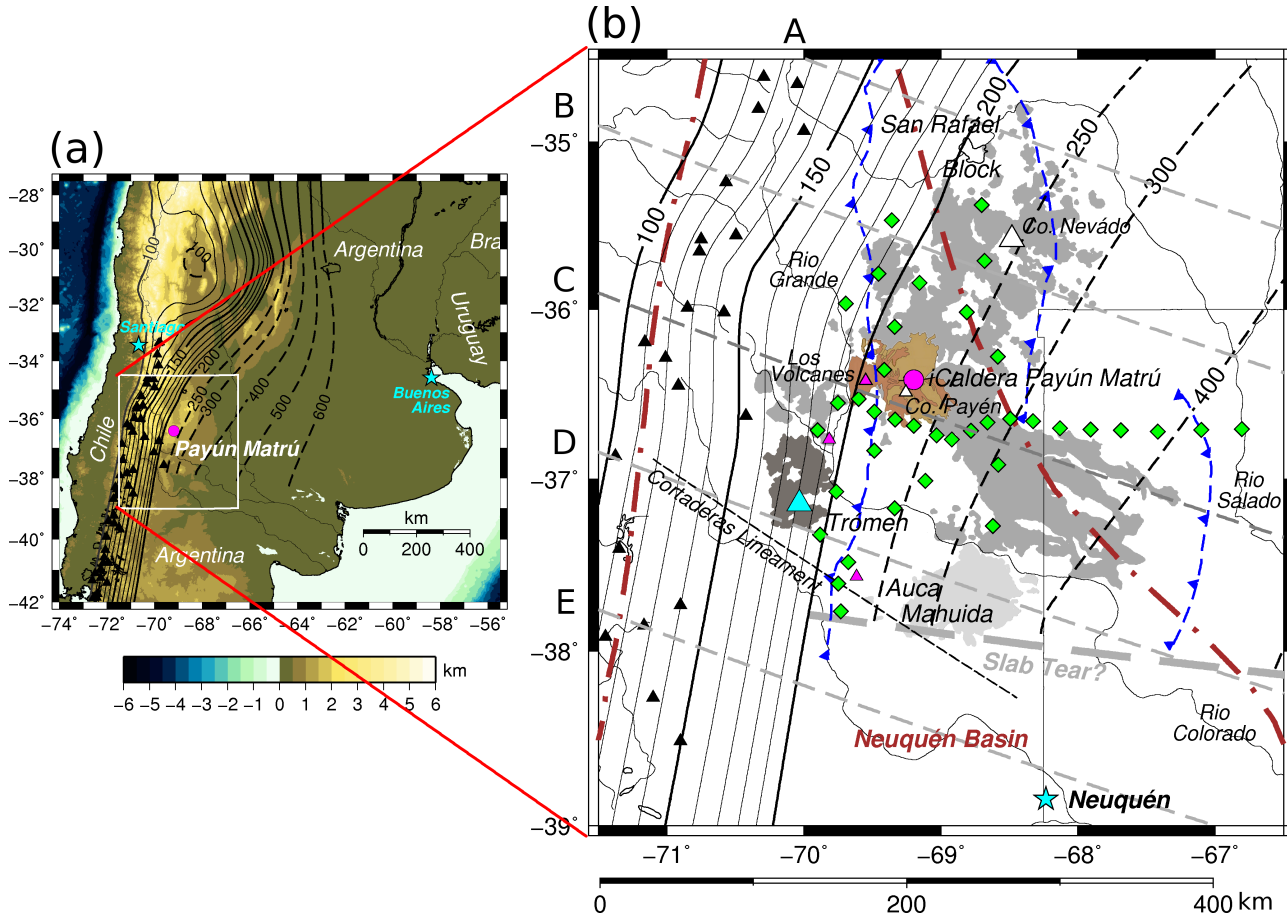 (a)
−28˚
−30˚
−32˚
−34˚
−36˚
−38˚
−40˚
−42˚
−74
−72
−70
−68
−66
−64
−62
−60
−58
−56
Argentina
Bra
Uruguay
Santiago
Buenos
Aires
Chile
Payún Matrú
Argentina
100
200
150
200
250
300
400
500
600
km
0 200 400
km
−6 −5 −4 −3 −2 −1 0 1 2 3 4 5 6
(b)
A
B
C
D
E
−35˚
−36˚
−37˚
−38˚
−39˚
100
150
200
250
300
400
San Rafael
Block
Co. Nevádo
Rio
Grande
Los
Volcanes
Caldera Payún Matrú
Co. Payén
Rio
Salado
Cortaderas Lineament
Tromeh
Auca
Mahuida
Slab Tear?
Rio
Colorado
Neuquén Basin
Neuquén
−71˚ −70˚ −69˚ −68˚ −67˚
0 200 400
km